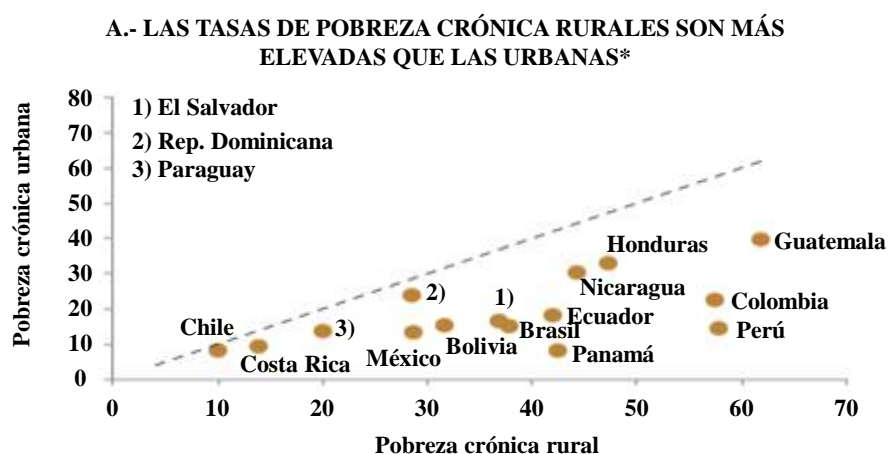 A.- LAS TASAS DE POBREZA CRÓNICA RURALES SON MÁS
ELEVADAS QUE LAS URBANAS*
Pobreza crónica urbana
80
70
60
50
40
30
20
10
0
1) El Salvador
2) Rep. Dominicana
3) Paraguay
Honduras
Guatemala
Nicaragua
2)
1)
Colombia
Chile
3)
Ecuador
Brasil
Perú
Bolivia
México
Costa Rica
Panamá
0 10 20 30 40 50 60 70
Pobreza crónica rural